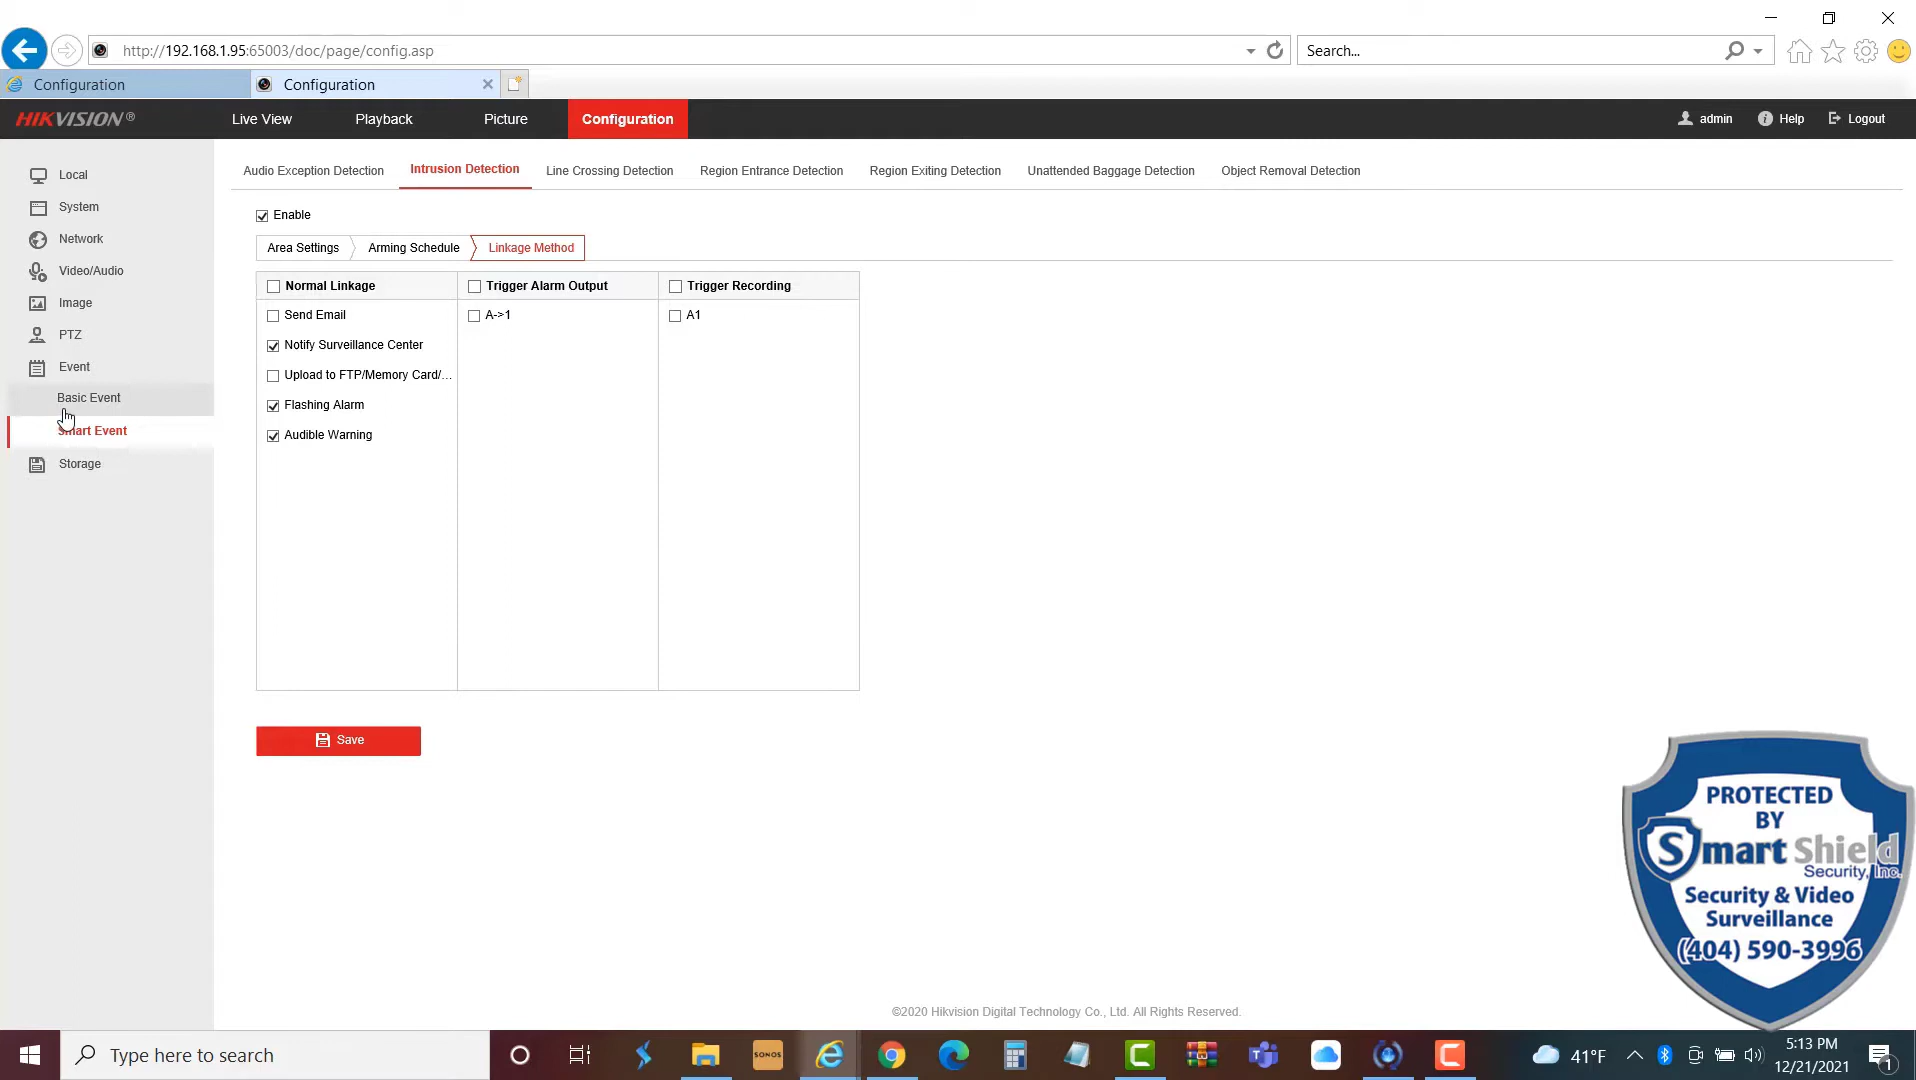 http://192.168.1.95:65003/doc/page/config.asp
Search...
Configuration
Configuration
HIKVISION®
Live View
Playback
Picture
Configuration
admin
Help
Logout
Local
System
Network
Video/Audio
Image
PTZ
Event
Basic Event
Smart Event
Storage
Audio Exception Detection
Intrusion Detection
Line Crossing Detection
Region Entrance Detection
Region Exiting Detection
Unattended Baggage Detection
Object Removal Detection
Enable
Area Settings
Arming Schedule
Linkage Method
Normal Linkage
Trigger Alarm Output
Trigger Recording
Send Email
A->1
A1
Notify Surveillance Center
Upload to FTP/Memory Card/...
Flashing Alarm
Audible Warning
Save
PROTECTED
BY
Smart Shield
Security, Inc.
Security & Video
Surveillance
(404) 590-3996
©2020 Hikvision Digital Technology Co., Ltd. All Rights Reserved.
Type here to search
SONOS
41°F
5:13 PM
12/21/2021
1